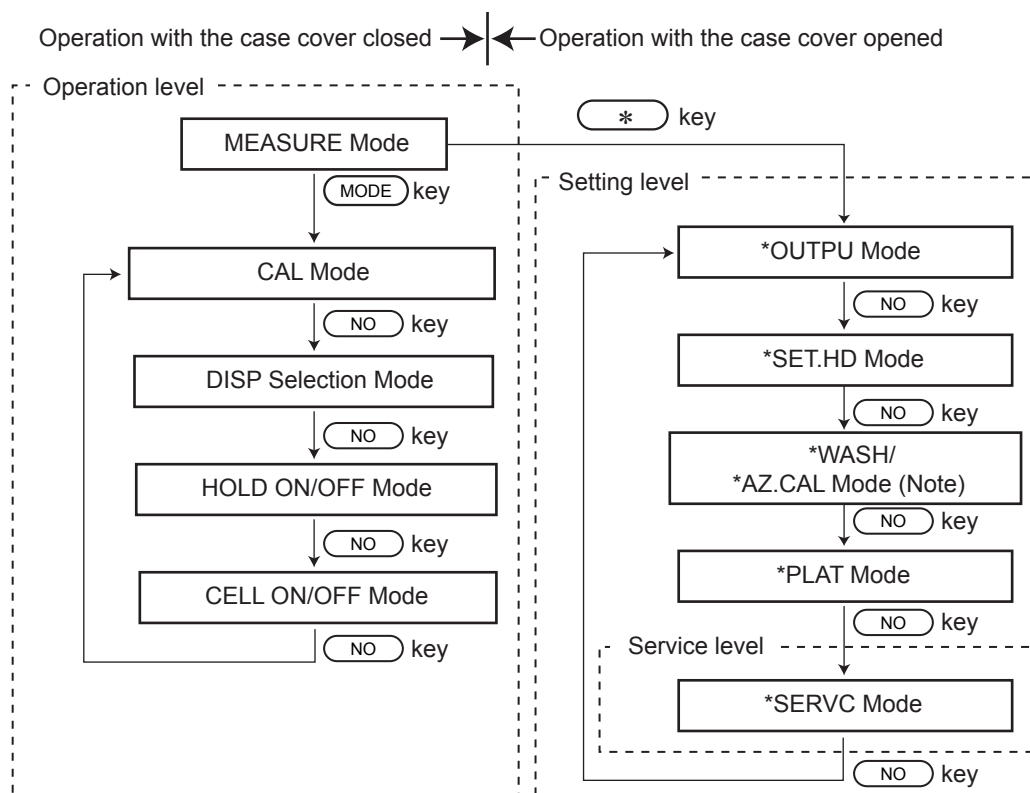 Operation with the case cover closed
Operation with the case cover opened
Operation level
MEASURE Mode
MODE key
CAL Mode
NO key
DISP Selection Mode
NO key
HOLD ON/OFF Mode
NO key
CELL ON/OFF Mode
NO key
* key
Setting level
*OUTPU Mode
NO key
*SET.HD Mode
NO key
*WASH/
*AZ.CAL Mode (Note)
NO key
*PLAT Mode
NO key
Service level
*SERVC Mode
NO key